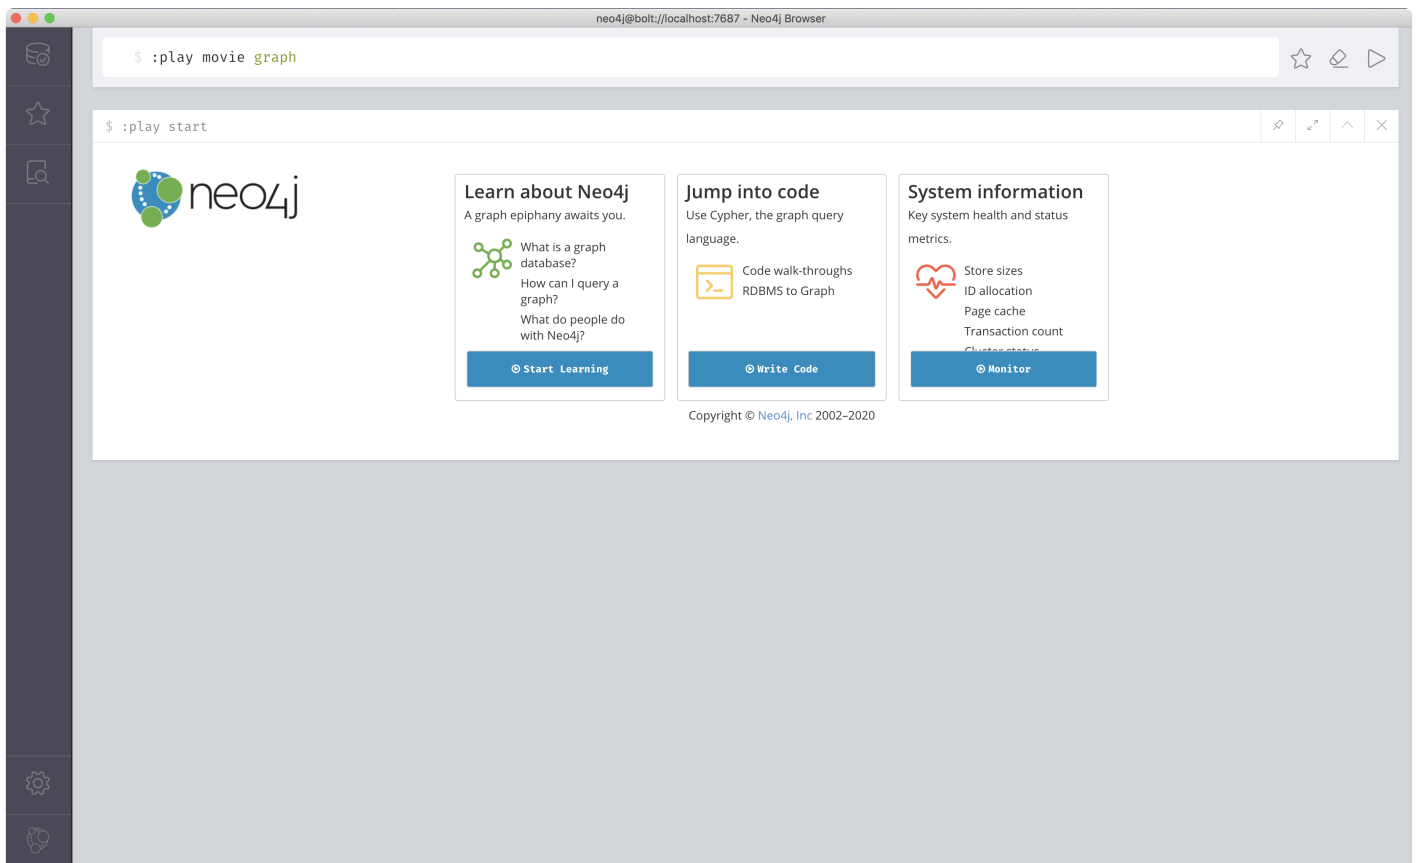 neo4j@bolt://localhost:7687 - Neo4j Browser
$ :play movie graph
$ :play start
neo4j
Learn about Neo4j
A graph epiphany awaits you.
What is a graph
database?
How can I query a
graph?
What do people do
with Neo4j?
Start Learning
Jump into code
Use Cypher, the graph query
language.
Code walk-throughs
RDBMS to Graph
Write Code
System information
Key system health and status
metrics.
Store sizes
ID allocation
Page cache
Transaction count
Cluster status
Monitor
Copyright © Neo4j, Inc 2002–2020